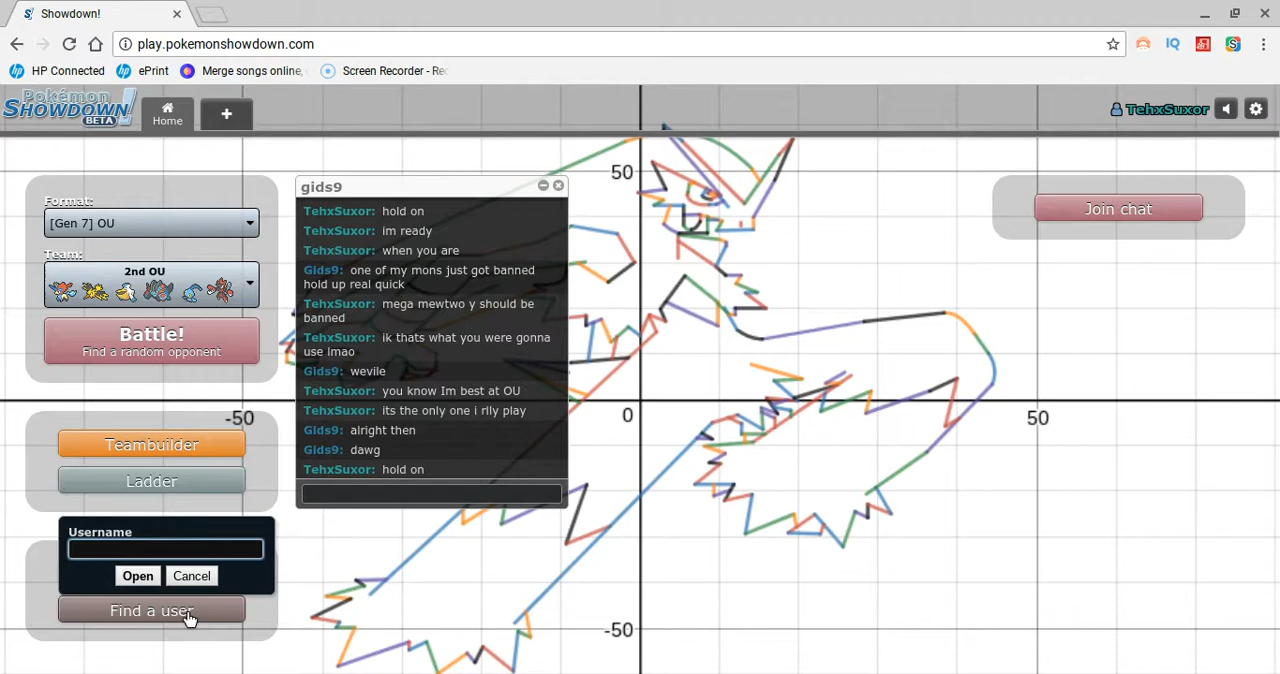 Showdown!
play.pokemonshowdown.com
HP Connected
ePrint
Merge songs online,
Screen Recorder - Rec
Pokémon
SHOWDOWN!
BETA
Home
TehxSuxor
Format:
[Gen 7] OU
Team:
2nd OU
Battle!
Find a random opponent
Teambuilder
Ladder
Username
Open
Cancel
Find a user
gids9
TehxSuxor: hold on
TehxSuxor: im ready
TehxSuxor: when you are
Gids9: one of my mons just got banned
hold up real quick
TehxSuxor: mega mewtwo y should be
banned
TehxSuxor: ik thats what you were gonna
use lmao
Gids9: wevile
TehxSuxor: you know Im best at OU
TehxSuxor: its the only one i rlly play
Gids9: alright then
Gids9: dawg
TehxSuxor: hold on
Join chat
50
-50
0
50
-50